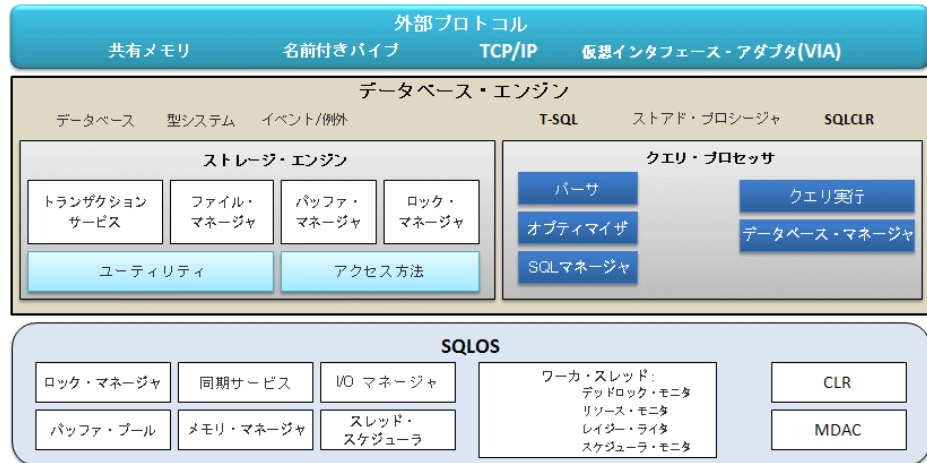 外部プロトコル
共有メモリ 名前付きパイプ TCP/IP 仮想インタフェース・アダプタ(VIA)
データベース・エンジン
データベース 型システム イベント/例外 T-SQL ストアド・プロシージャ SQLCLR
ストレージ・エンジン
トランザクション
サービス
ファイル・
マネージャ
バッファ・
マネージャ
ロック・
マネージャ
ユーティリティ
アクセス方法
クエリ・プロセッサ
パーサ
オプティマイザ
SQLマネージャ
クエリ実行
データベース・マネージャ
SQLOS
ロック・マネージャ
同期サービス
I/O マネージャ
バッファ・プール
メモリ・マネージャ
スレッド・
スケジューラ
ワーカ・スレッド:
デッドロック・モニタ
リソース・モニタ
レイジー・ライタ
スケジューラ・モニタ
CLR
MDAC